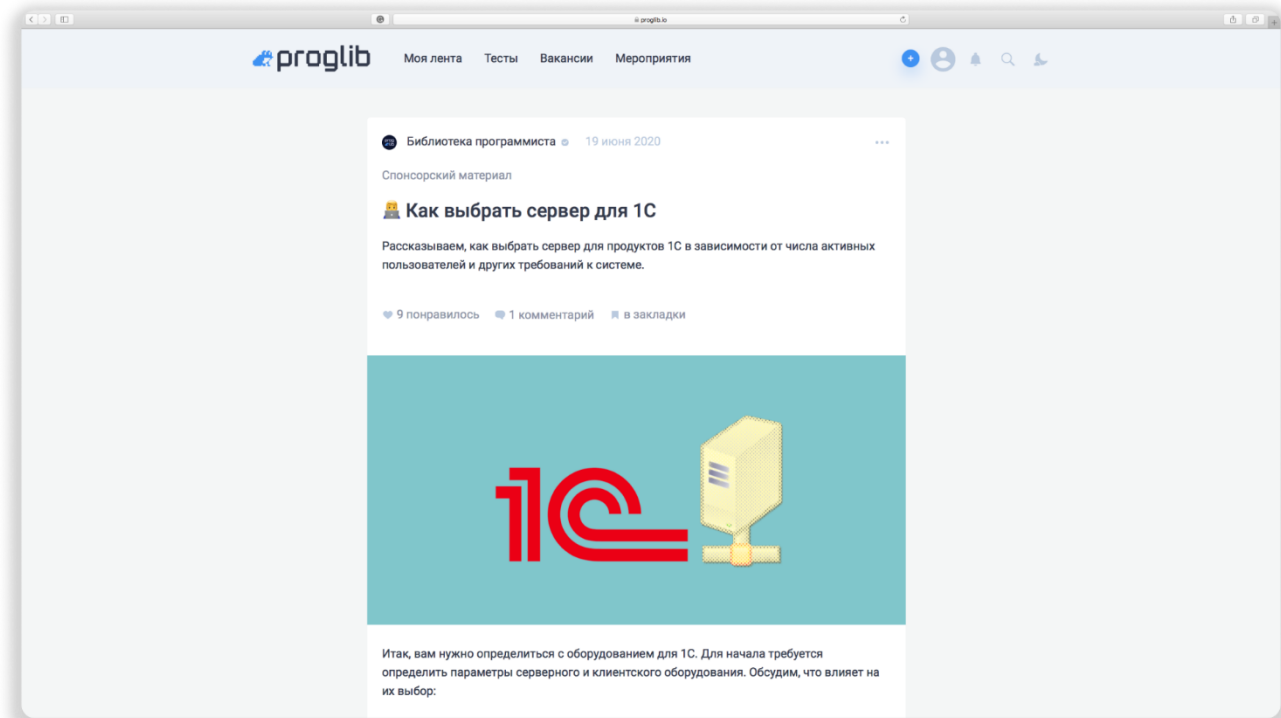 proglib.io
proglib Моя лента Тесты Вакансии Мероприятия
Библиотека программиста 19 июня 2020
Спонсорский материал
Как выбрать сервер для 1С
Рассказываем, как выбрать сервер для продуктов 1С в зависимости от числа активных
пользователей и других требований к системе.
9 понравилось 1 комментарий в закладки
1С
Итак, вам нужно определиться с оборудованием для 1С. Для начала требуется
определить параметры серверного и клиентского оборудования. Обсудим, что влияет на
их выбор: